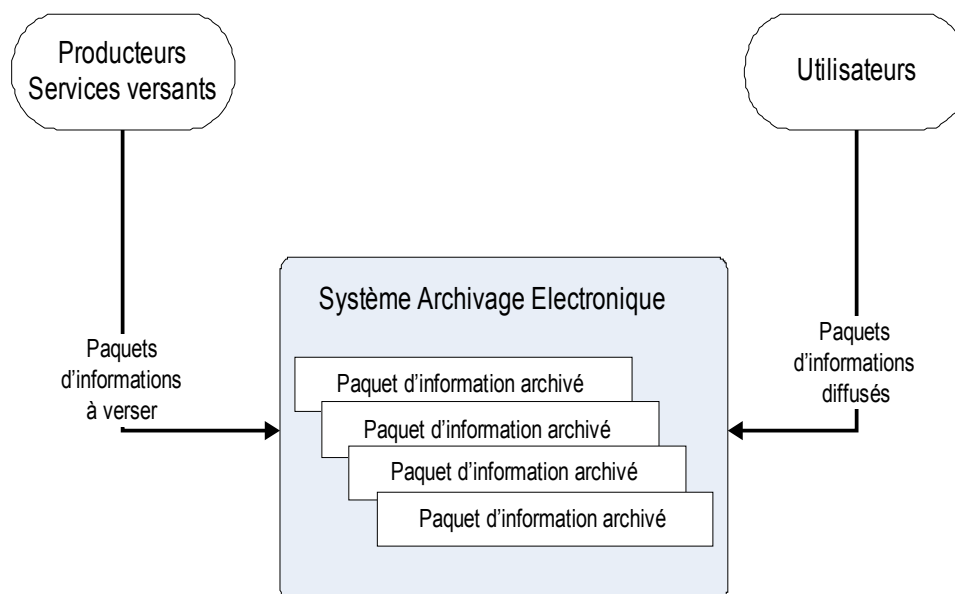 Producteurs
Services versants
Utilisateurs
Système Archivage Electronique
Paquets
d'informations
à verser
Paquets
d'informations
diffusés
Paquet d'information archivé
Paquet d'information archivé
Paquet d'information archivé
Paquet d'information archivé